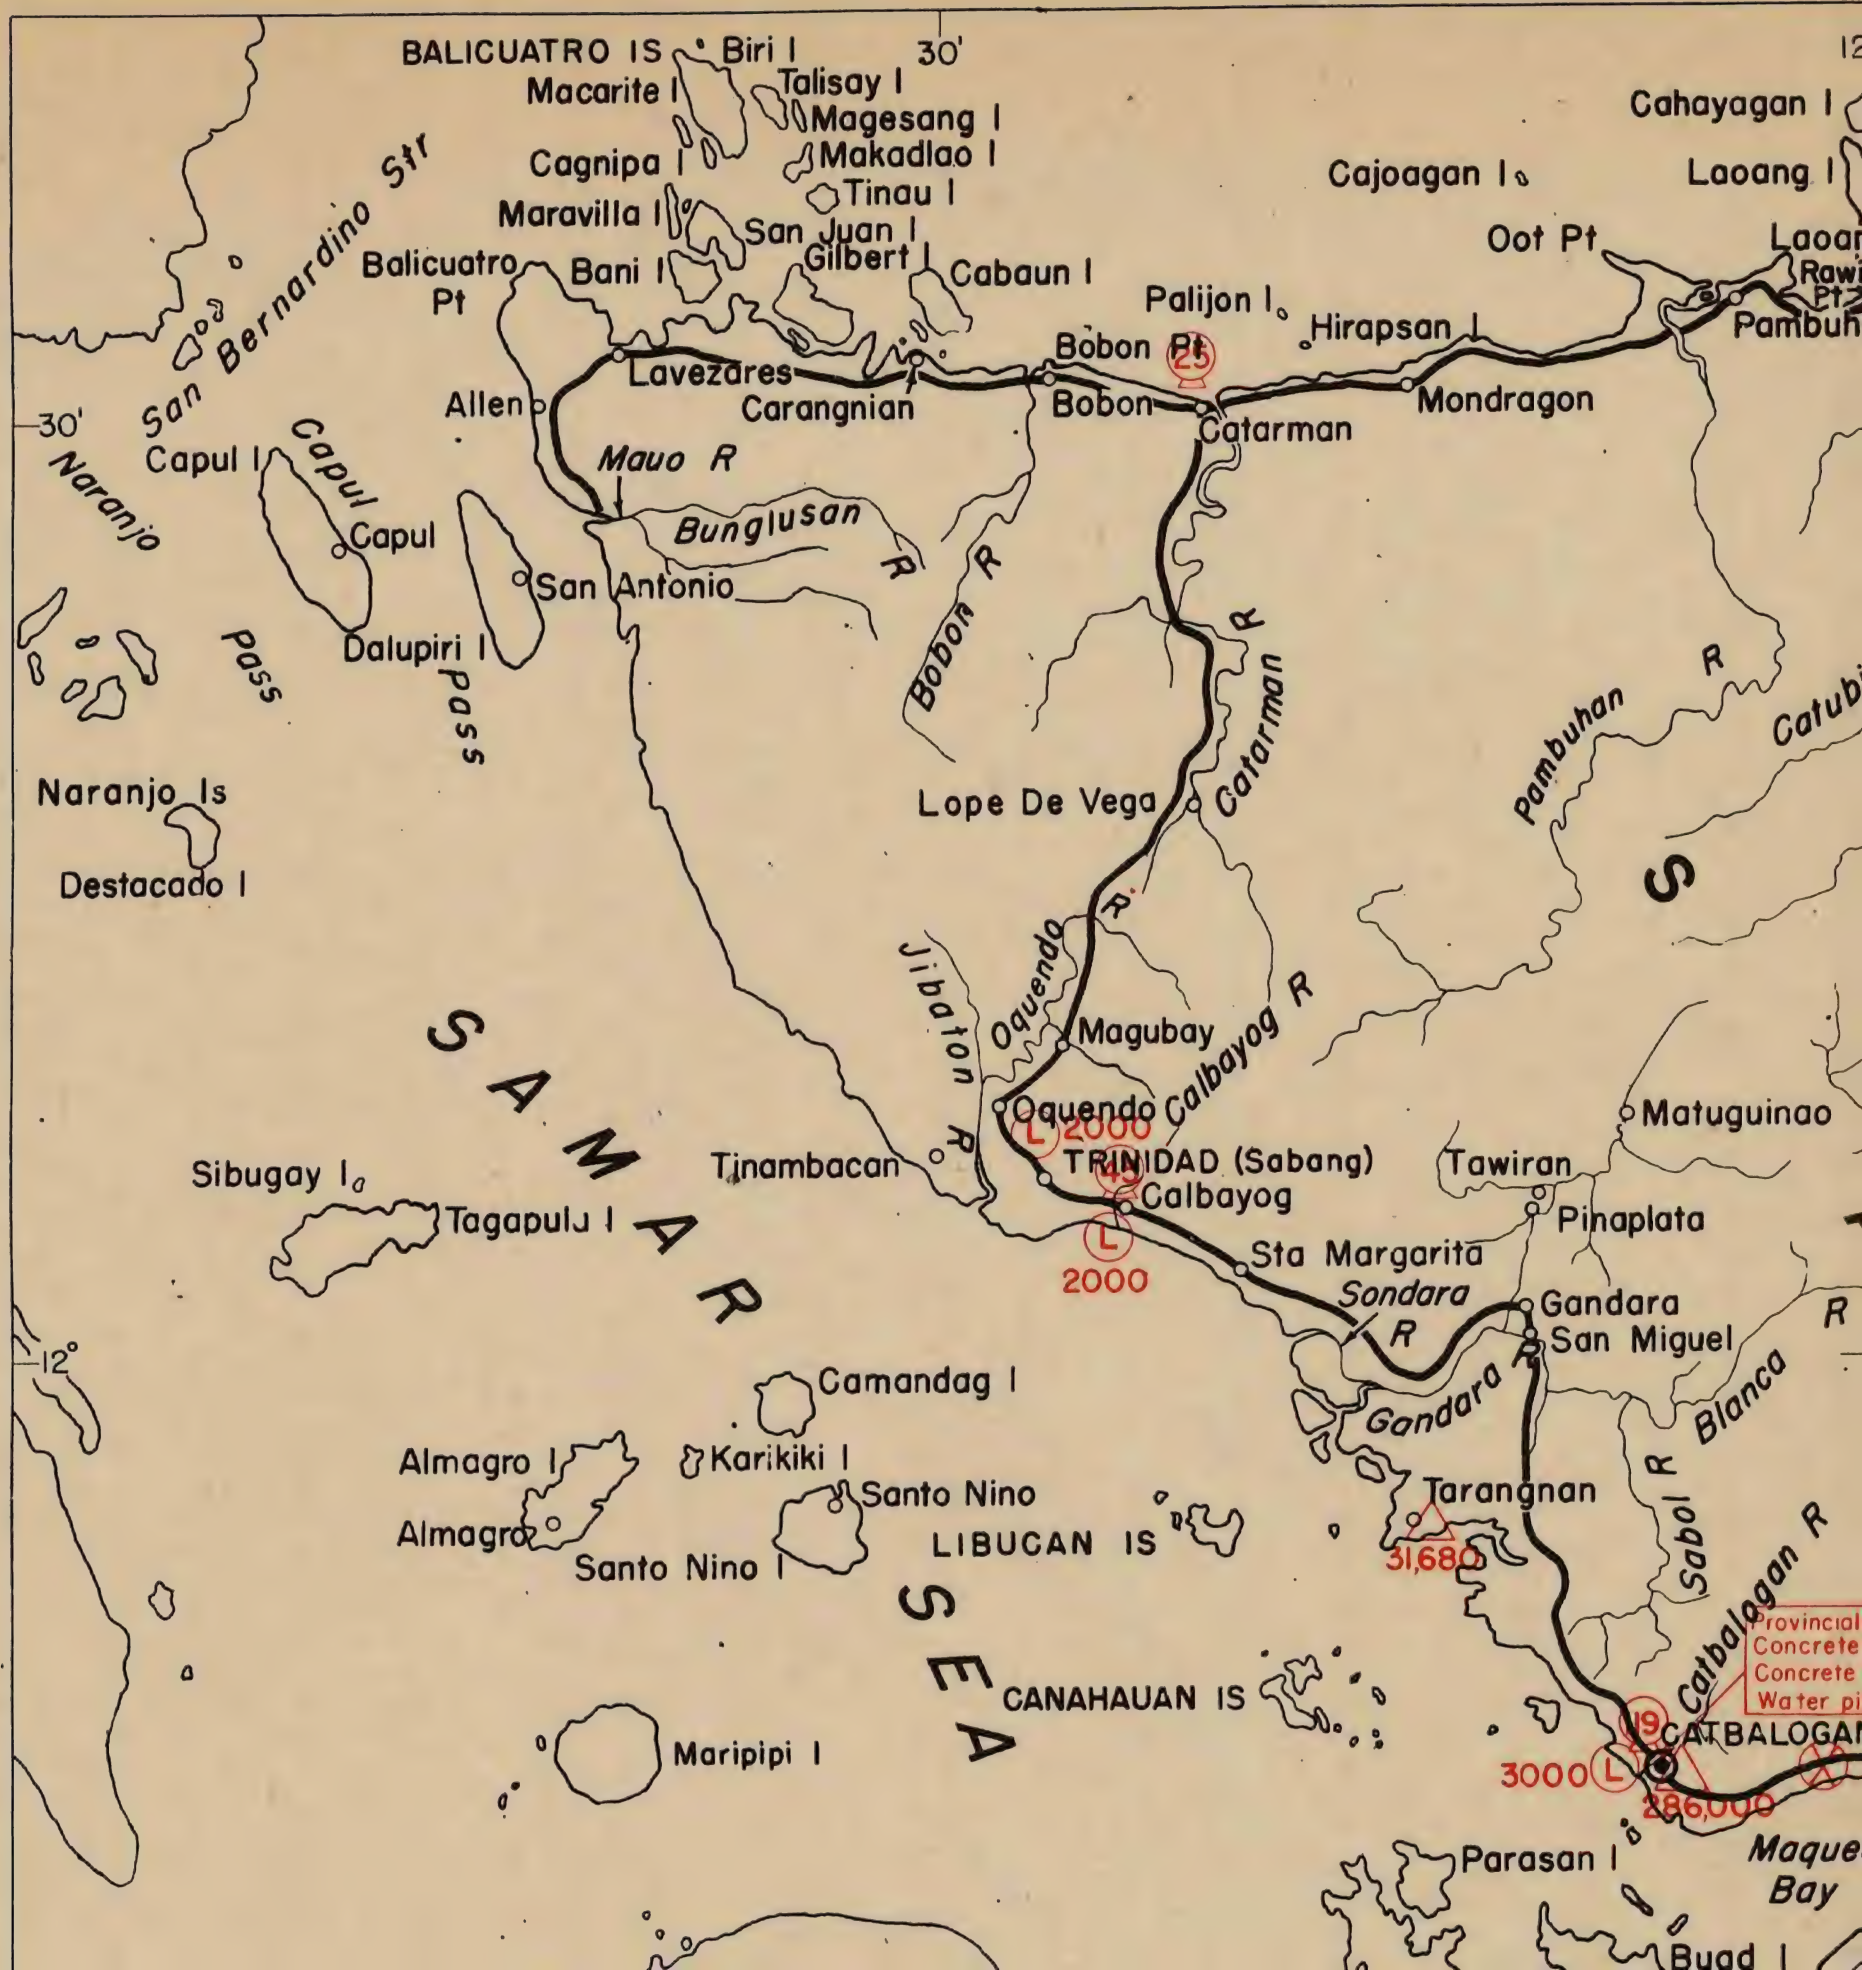 BALICUATRO IS
Biri I
30'
Macarite I
Talisay I
Magesang I
Cahayagan I
Cagnipa I
Makadlao I
Cajoagan I
Laoang I
Tinau I
Maravilla I
San Juan I
Oot Pt
San Bernardino Str
Balicuatro
Pt
Bani I
Gilbert I
Cabaun I
Palijon I
Hirapsan I
Bobon Pt
25
Lavezares
Carangnian
Bobon
Mondragon
Allen
Catarman
30'
Naranjo
Pass
Capul I
Capul
Pass
Mauo R
Bunglusan
R
Capul
San Antonio
Dalupiri I
Bobon R
Catarman R
Pambuhan R
Lope De Vega
Naranjo Is
Destacado I
S
Jibaton
R
Oquendo
R
Magubay
Calbayog R
SAMAR
Oquendo
L 2000
Matuguinao
Tinambacan
TRINIDAD (Sabang)
45
Tawiran
Sibugay I
Calbayog
Tagapulu I
Pinaplata
L
2000
Sta Margarita
Sondara
R
Gandara
San Miguel
R
12°
Camandag I
Gandara R
Blanca
Almagro I
Karikiki I
Santo Nino
Tarangnan
Almagro
LIBUCAN IS
Santo Nino I
31,680
Sabol R
SEA
Catbalogan R
Provincial
Concrete
Concrete
CANAHAUAN IS
19
Maripipi I
3000 L
286,000
Parasan I
Bay
Buad I